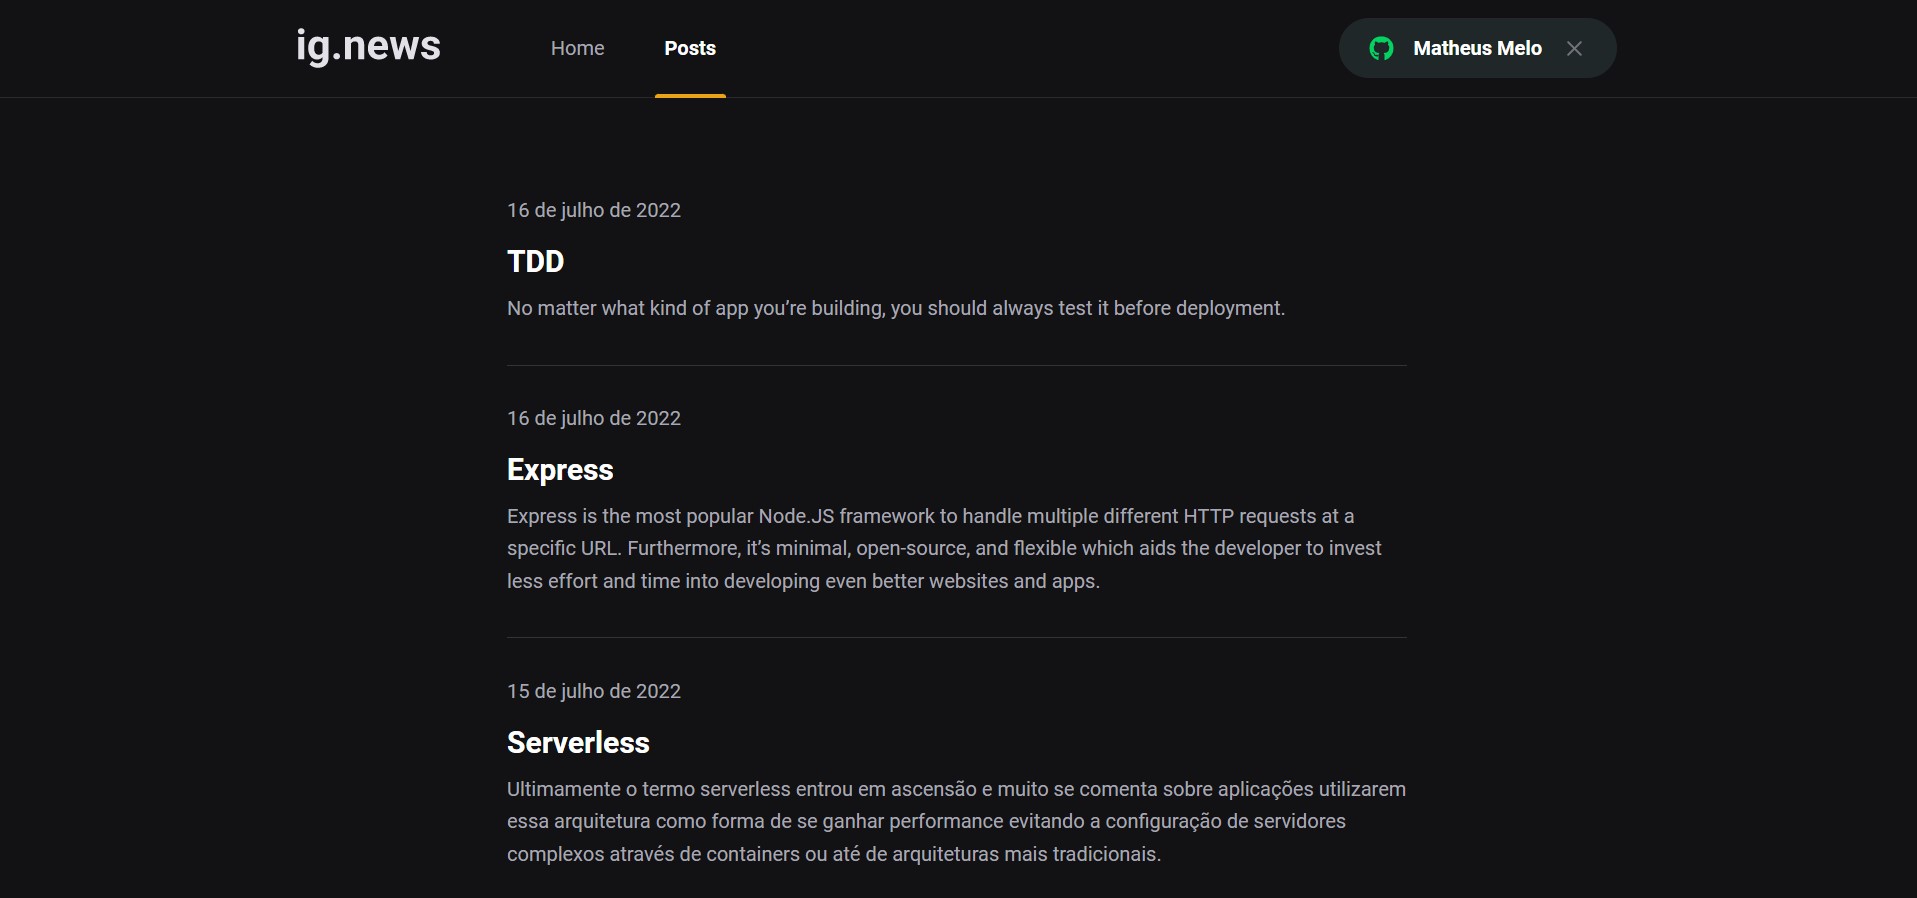 ig.news
Home
Posts
Matheus Melo
16 de julho de 2022
TDD
No matter what kind of app you’re building, you should always test it before deployment.
16 de julho de 2022
Express
Express is the most popular Node.JS framework to handle multiple different HTTP requests at a
specific URL. Furthermore, it’s minimal, open-source, and flexible which aids the developer to invest
less effort and time into developing even better websites and apps.
15 de julho de 2022
Serverless
Ultimamente o termo serverless entrou em ascensão e muito se comenta sobre aplicações utilizarem
essa arquitetura como forma de se ganhar performance evitando a configuração de servidores
complexos através de containers ou até de arquiteturas mais tradicionais.